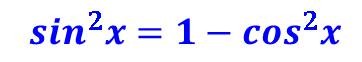 sin²x = 1 − cos²x